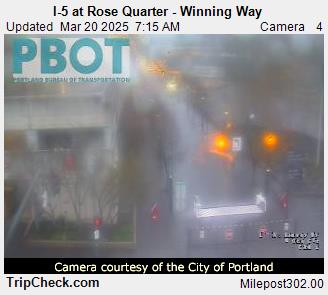 I-5 at Rose Quarter - Winning Way
Updated Mar 20 2025 7:15 AM Camera 4
PBOT
PORTLAND BUREAU OF TRANSPORTATION
Camera courtesy of the City of Portland
TripCheck.com Milepost302.00